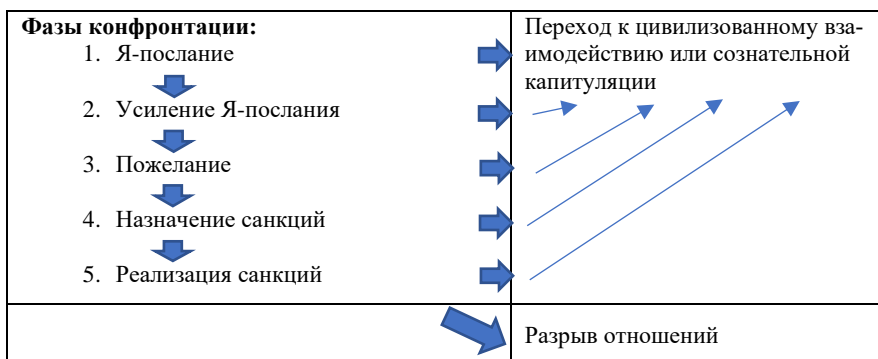 Фазы конфронтации:
1. Я-послание
2. Усиление Я-послания
3. Пожелание
4. Назначение санкций
5. Реализация санкций
Переход к цивилизованному вза-
имодействию или сознательной
капитуляции
Разрыв отношений